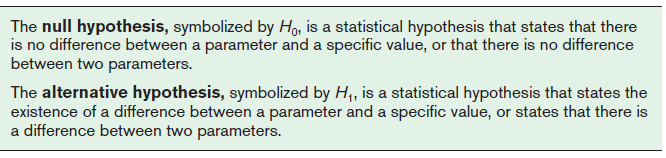 The null hypothesis, symbolized by H₀, is a statistical hypothesis that states that there
is no difference between a parameter and a specific value, or that there is no difference
between two parameters.
The alternative hypothesis, symbolized by H₁, is a statistical hypothesis that states the
existence of a difference between a parameter and a specific value, or states that there is
a difference between two parameters.